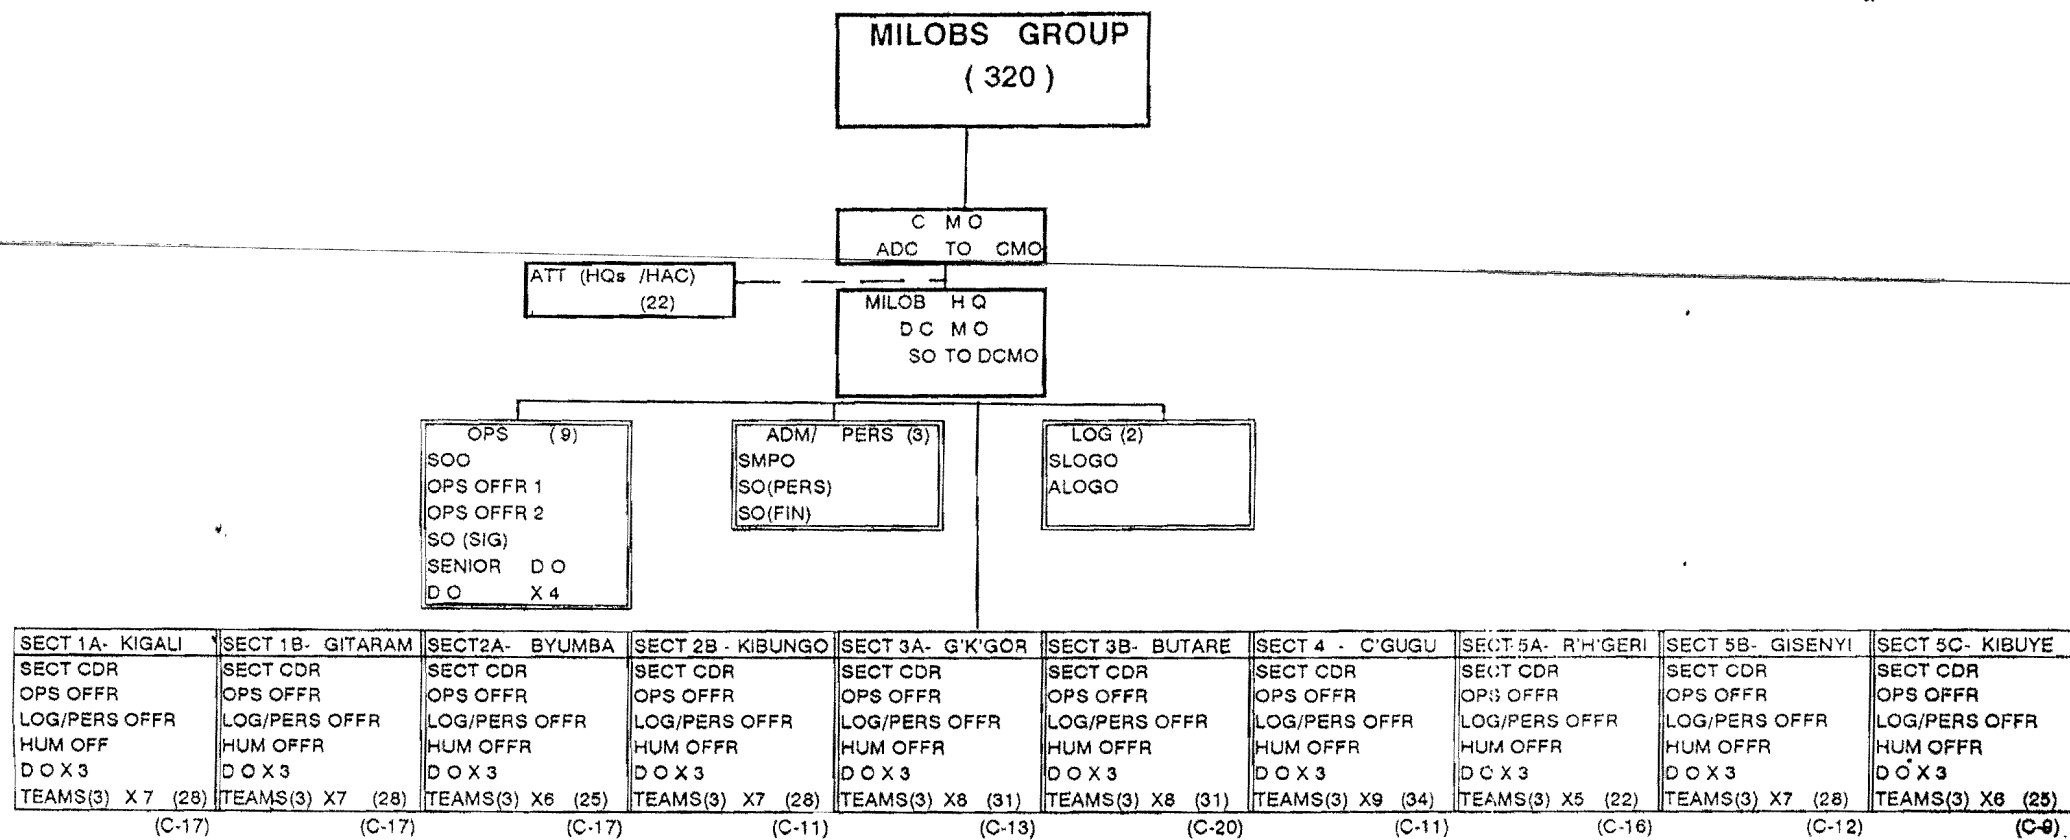 MILOBS GROUP
( 320 )
C M O
ADC TO CMO
ATT (HQs /HAC)
(22)
MILOB H Q
D C M O
SO TO DCMO
OPS ( 9)
SOO
OPS OFFR 1
OPS OFFR 2
SO (SIG)
SENIOR D O
D O X 4
ADM/ PERS (3)
SMPO
SO(PERS)
SO(FIN)
LOG (2)
SLOGO
ALOGO
SECT 1A- KIGALI
SECT CDR
OPS OFFR
LOG/PERS OFFR
HUM OFF
D O X 3
TEAMS(3) X 7 (28)
(C-17)
SECT 1B- GITARAM
SECT CDR
OPS OFFR
LOG/PERS OFFR
HUM OFFR
D O X 3
TEAMS(3) X7 (28)
(C-17)
SECT2A- BYUMBA
SECT CDR
OPS OFFR
LOG/PERS OFFR
HUM OFFR
D O X 3
TEAMS(3) X6 (25)
(C-17)
SECT 2B - KIBUNGO
SECT CDR
OPS OFFR
LOG/PERS OFFR
HUM OFFR
D O X 3
TEAMS(3) X7 (28)
(C-11)
SECT 3A- G'K'GOR
SECT CDR
OPS OFFR
LOG/PERS OFFR
HUM OFFR
D O X 3
TEAMS(3) X8 (31)
(C-13)
SECT 3B- BUTARE
SECT CDR
OPS OFFR
LOG/PERS OFFR
HUM OFFR
D O X 3
TEAMS(3) X8 (31)
(C-20)
SECT 4 - C'GUGU
SECT CDR
OPS OFFR
LOG/PERS OFFR
HUM OFFR
D O X 3
TEAMS(3) X9 (34)
(C-11)
SECT 5A- R'H'GERI
SECT CDR
OPS OFFR
LOG/PERS OFFR
HUM OFFR
D O X 3
TEAMS(3) X5 (22)
(C-16)
SECT 5B- GISENYI
SECT CDR
OPS OFFR
LOG/PERS OFFR
HUM OFFR
D O X 3
TEAMS(3) X7 (28)
(C-12)
SECT 5C- KIBUYE
SECT CDR
OPS OFFR
LOG/PERS OFFR
HUM OFFR
D O X 3
TEAMS(3) X6 (25)
(C-9)